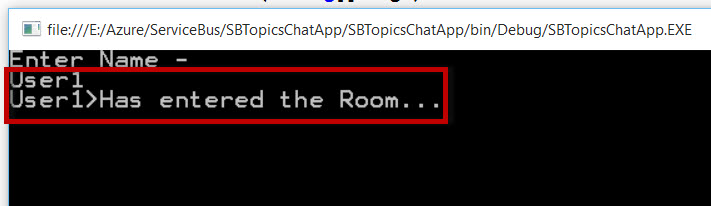 file:///E:/Azure/ServiceBus/SBTopicsChatApp/SBTopicsChatApp/bin/Debug/SBTopicsChatApp.EXE
Enter Name -
User1
User1>Has entered the Room...